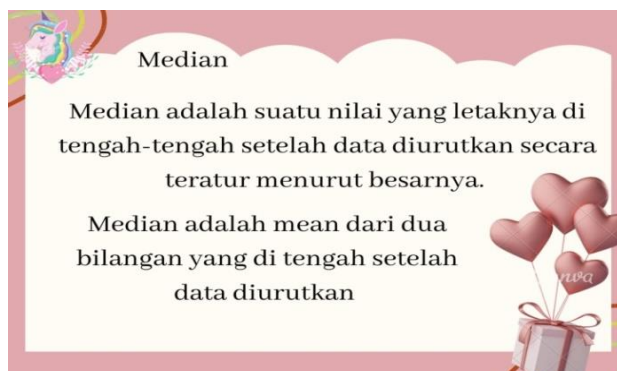 Median
Median adalah suatu nilai yang letaknya di
tengah-tengah setelah data diurutkan secara
teratur menurut besarnya.
Median adalah mean dari dua
bilangan yang di tengah setelah
data diurutkan